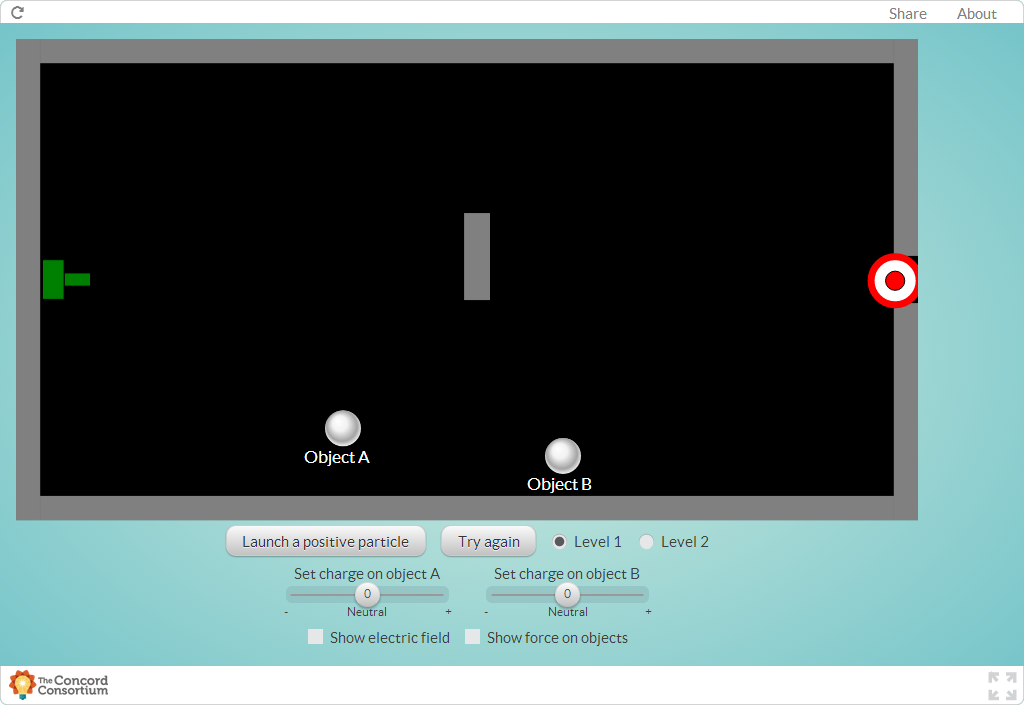 Share About
Object A
Object B
Launch a positive particle Try again Level 1 Level 2
Set charge on object A Set charge on object B
0 0
- Neutral + - Neutral +
Show electric field Show force on objects
The Concord
Consortium